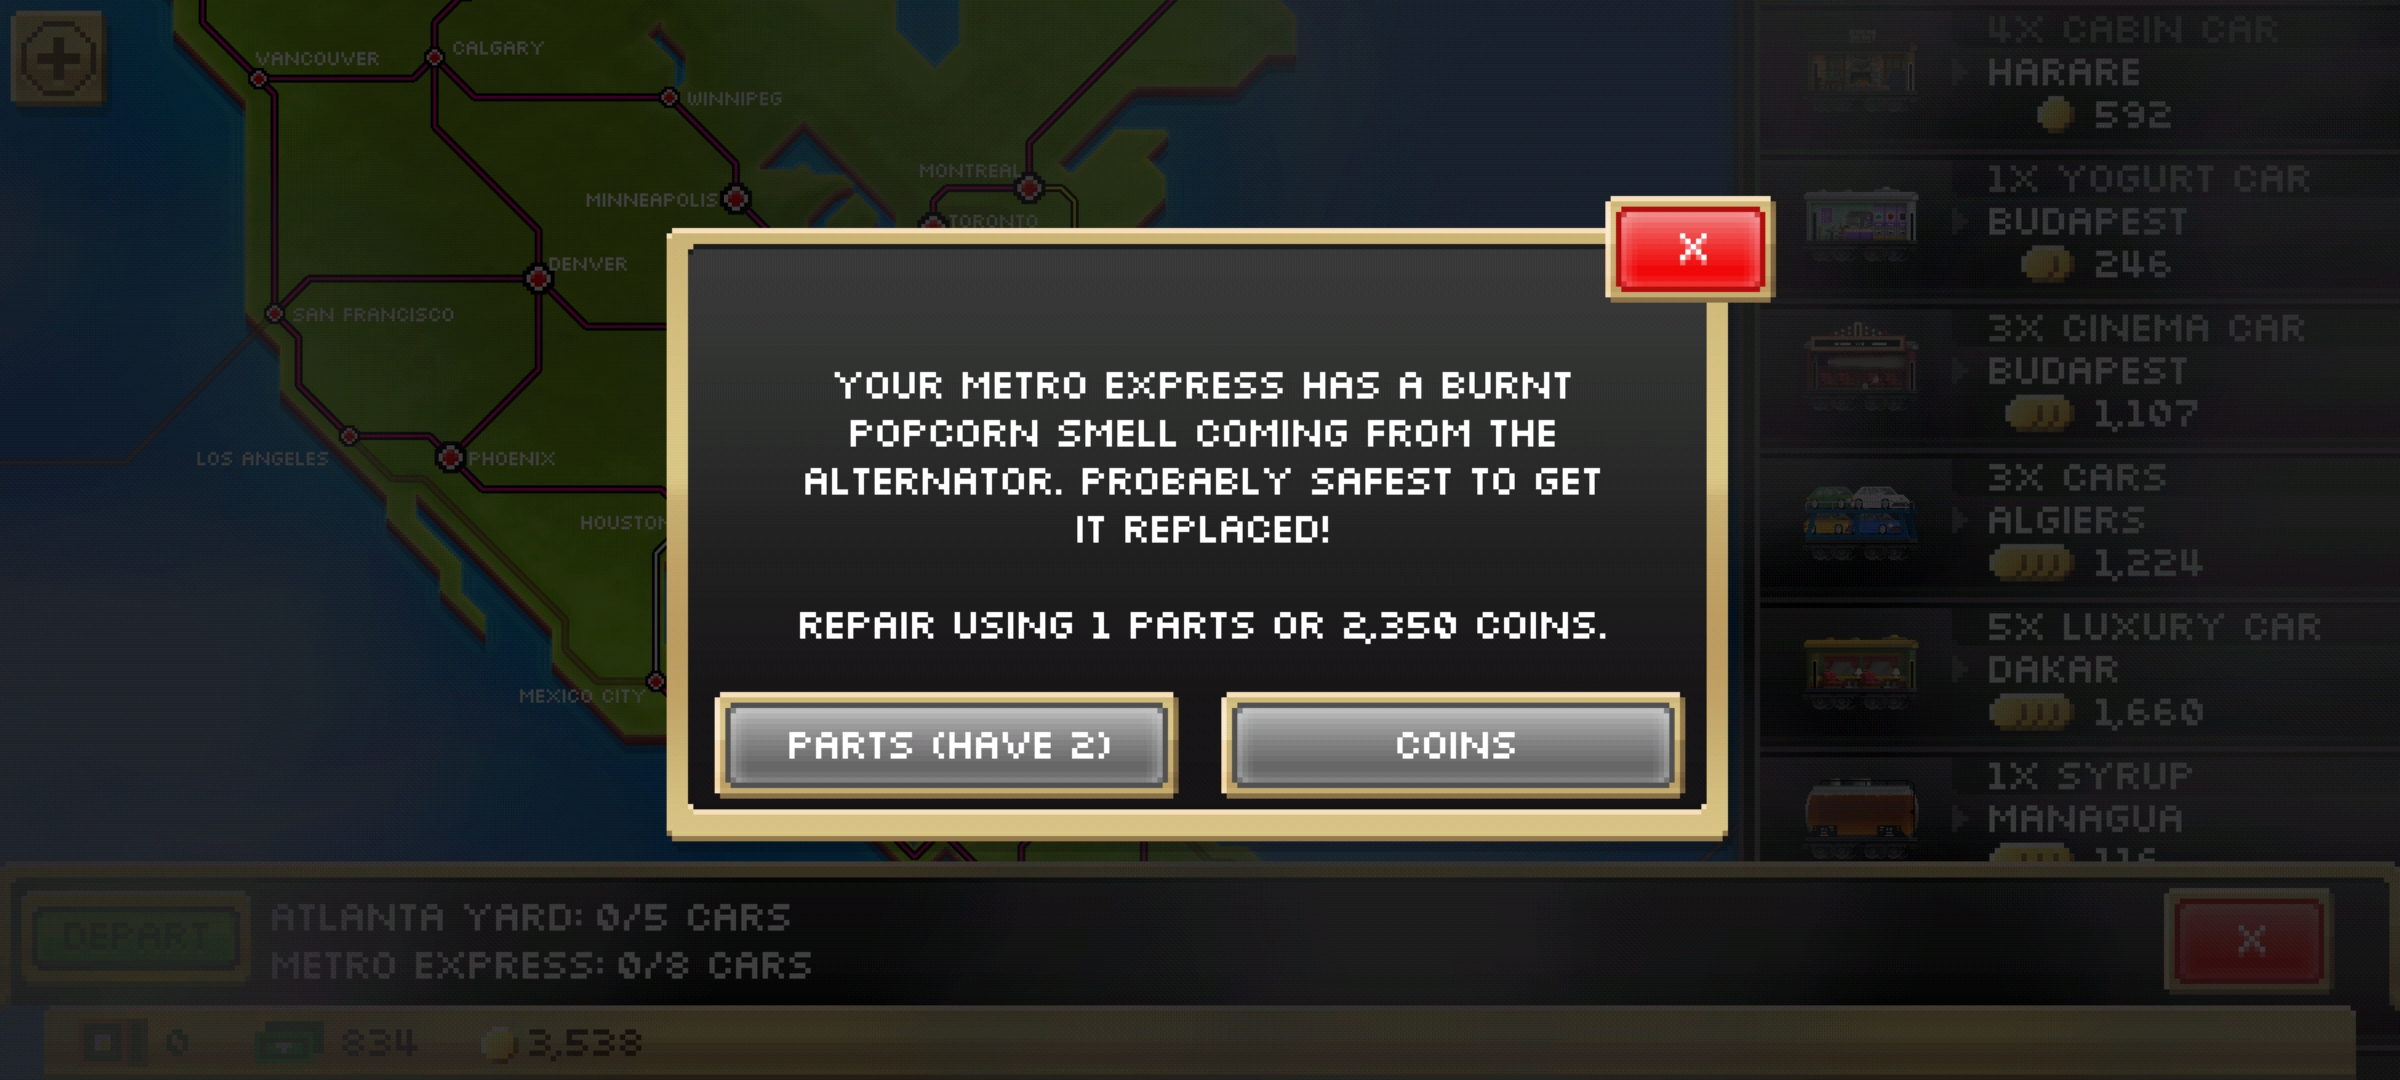 VANCOUVER
CALGARY
WINNIPEG
MONTREAL
MINNEAPOLIS
TORONTO
DENVER
SAN FRANCISCO
LOS ANGELES
PHOENIX
HOUSTON
MEXICO CITY
4X CABIN CAR
HARARE
592
1X YOGURT CAR
BUDAPEST
246
3X CINEMA CAR
BUDAPEST
1,107
3X CARS
ALGIERS
1,224
5X LUXURY CAR
DAKAR
1,660
1X SYRUP
MANAGUA
116
X
YOUR METRO EXPRESS HAS A BURNT
POPCORN SMELL COMING FROM THE
ALTERNATOR. PROBABLY SAFEST TO GET
IT REPLACED!
REPAIR USING 1 PARTS OR 2,350 COINS.
PARTS (HAVE 2)
COINS
DEPART
ATLANTA YARD: 0/5 CARS
METRO EXPRESS: 0/8 CARS
X
0
834
3,538